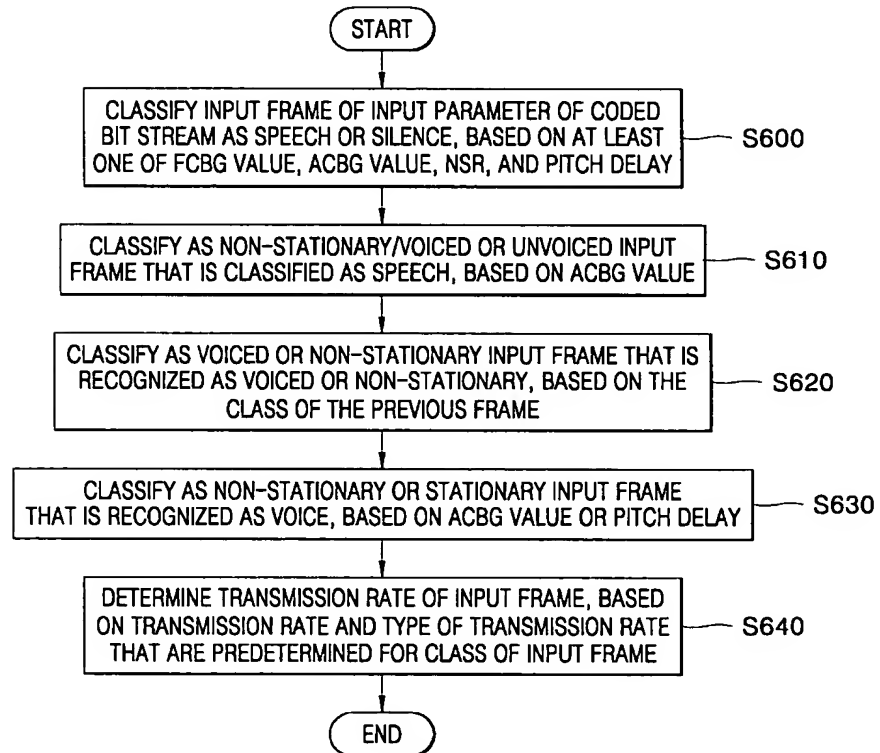 START
CLASSIFY INPUT FRAME OF INPUT PARAMETER OF CODED
BIT STREAM AS SPEECH OR SILENCE, BASED ON AT LEAST
ONE OF FCBG VALUE, ACBG VALUE, NSR, AND PITCH DELAY
S600
CLASSIFY AS NON-STATIONARY/VOICED OR UNVOICED INPUT
FRAME THAT IS CLASSIFIED AS SPEECH, BASED ON ACBG VALUE
S610
CLASSIFY AS VOICED OR NON-STATIONARY INPUT FRAME THAT IS
RECOGNIZED AS VOICED OR NON-STATIONARY, BASED ON THE
CLASS OF THE PREVIOUS FRAME
S620
CLASSIFY AS NON-STATIONARY OR STATIONARY INPUT FRAME
THAT IS RECOGNIZED AS VOICE, BASED ON ACBG VALUE OR PITCH DELAY
S630
DETERMINE TRANSMISSION RATE OF INPUT FRAME, BASED
ON TRANSMISSION RATE AND TYPE OF TRANSMISSION RATE
THAT ARE PREDETERMINED FOR CLASS OF INPUT FRAME
S640
END